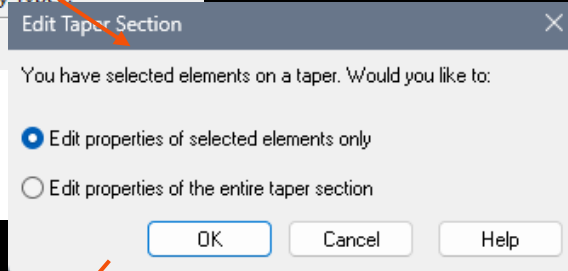 Edit Taper Section
You have selected elements on a taper. Would you like to:
Edit properties of selected elements only
Edit properties of the entire taper section
OK Cancel Help